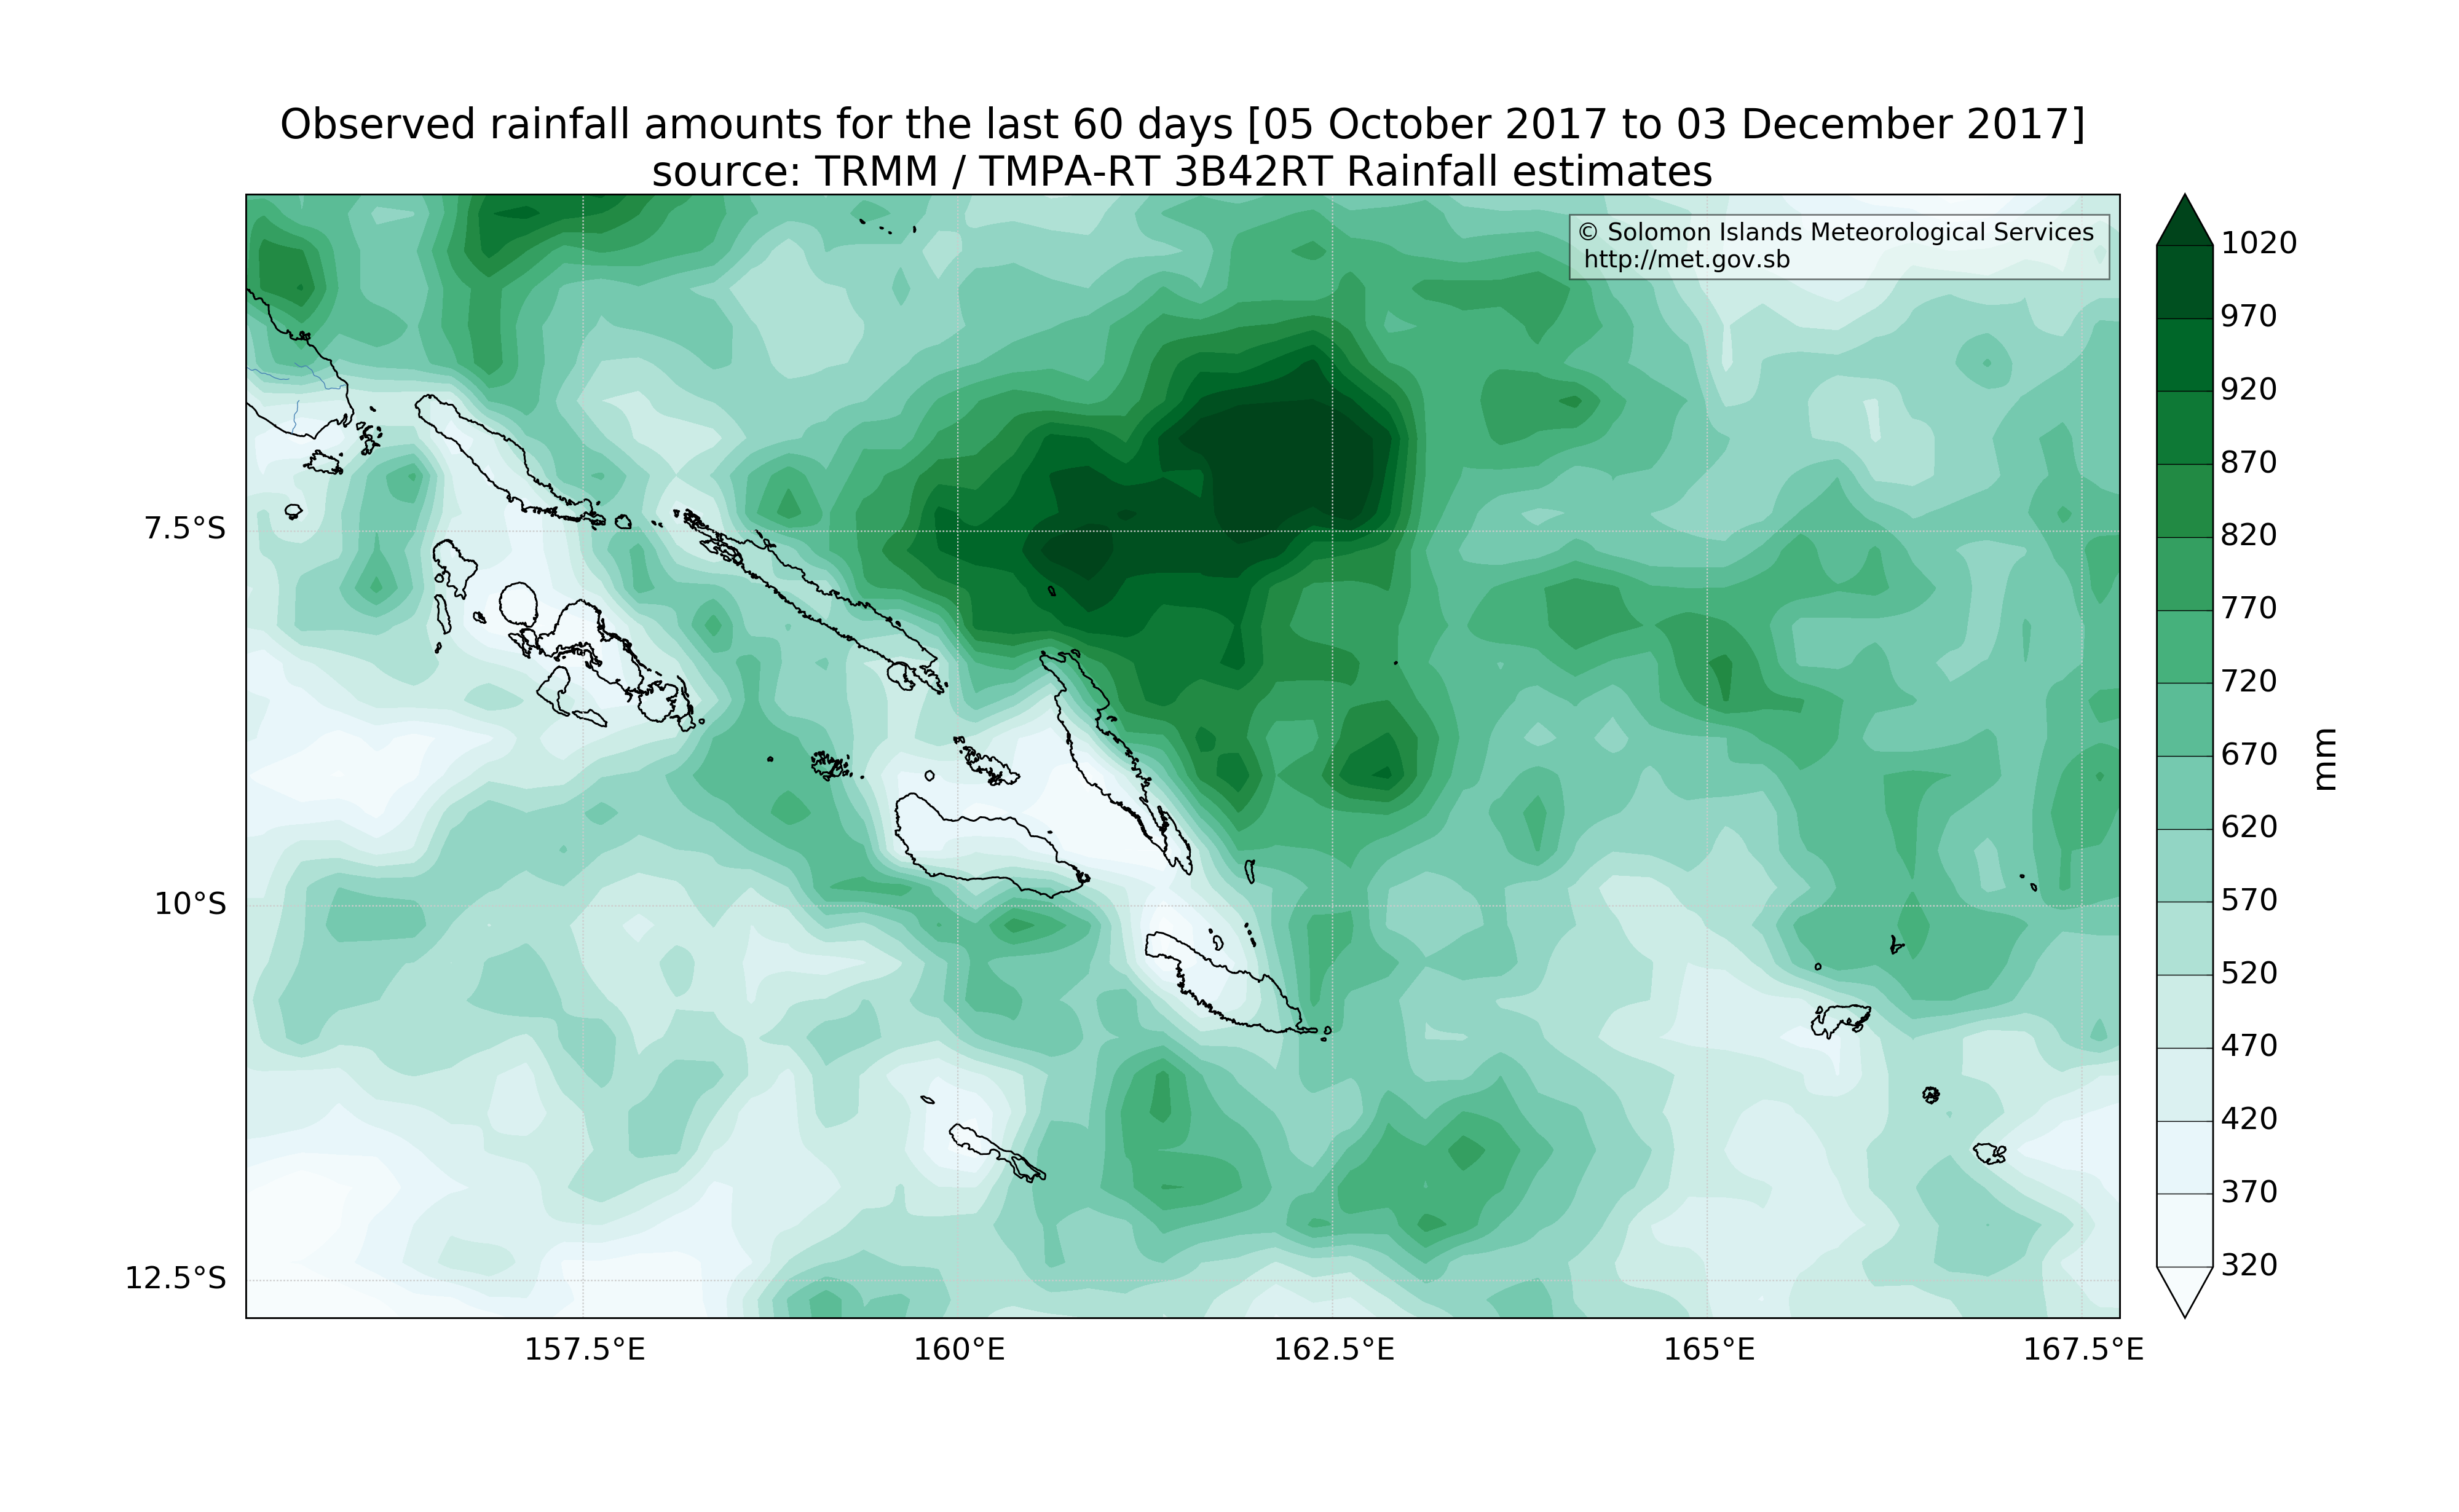 Observed rainfall amounts for the last 60 days [05 October 2017 to 03 December 2017]
source: TRMM / TMPA-RT 3B42RT Rainfall estimates
© Solomon Islands Meteorological Services
http://met.gov.sb
7.5°S
10°S
12.5°S
157.5°E
160°E
162.5°E
165°E
167.5°E
1020
970
920
870
820
770
720
670
620
570
520
470
420
370
320
mm